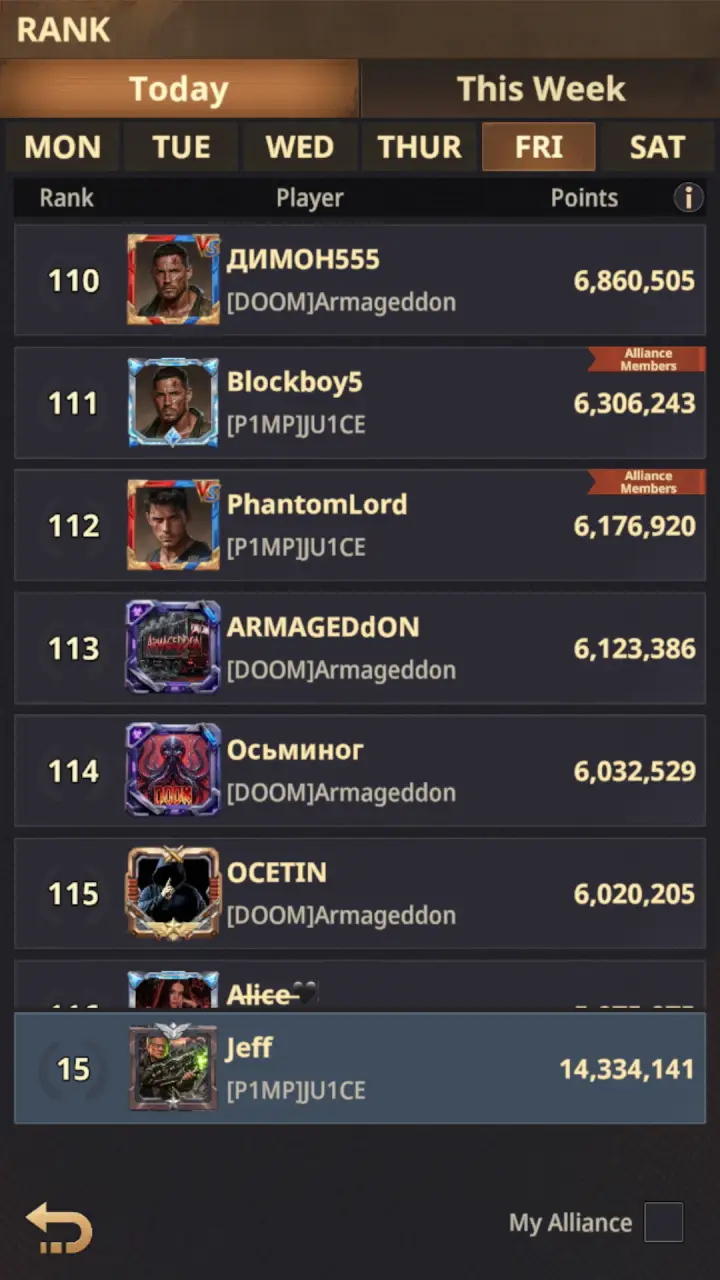 RANK
Today
This Week
MON
TUE
WED
THUR
FRI
SAT
Rank
Player
Points
110
ДИМОН555
[DOOM]Armageddon
6,860,505
Alliance
Members
111
Blockboy5
[P1MP]JU1CE
6,306,243
Alliance
Members
112
PhantomLord
[P1MP]JU1CE
6,176,920
113
ARMAGEDDON
ARMAGEDdON
[DOOM]Armageddon
6,123,386
114
DOOM
Осьминог
[DOOM]Armageddon
6,032,529
115
OCETIN
[DOOM]Armageddon
6,020,205
Alice🖤
15
Jeff
[P1MP]JU1CE
14,334,141
My Alliance